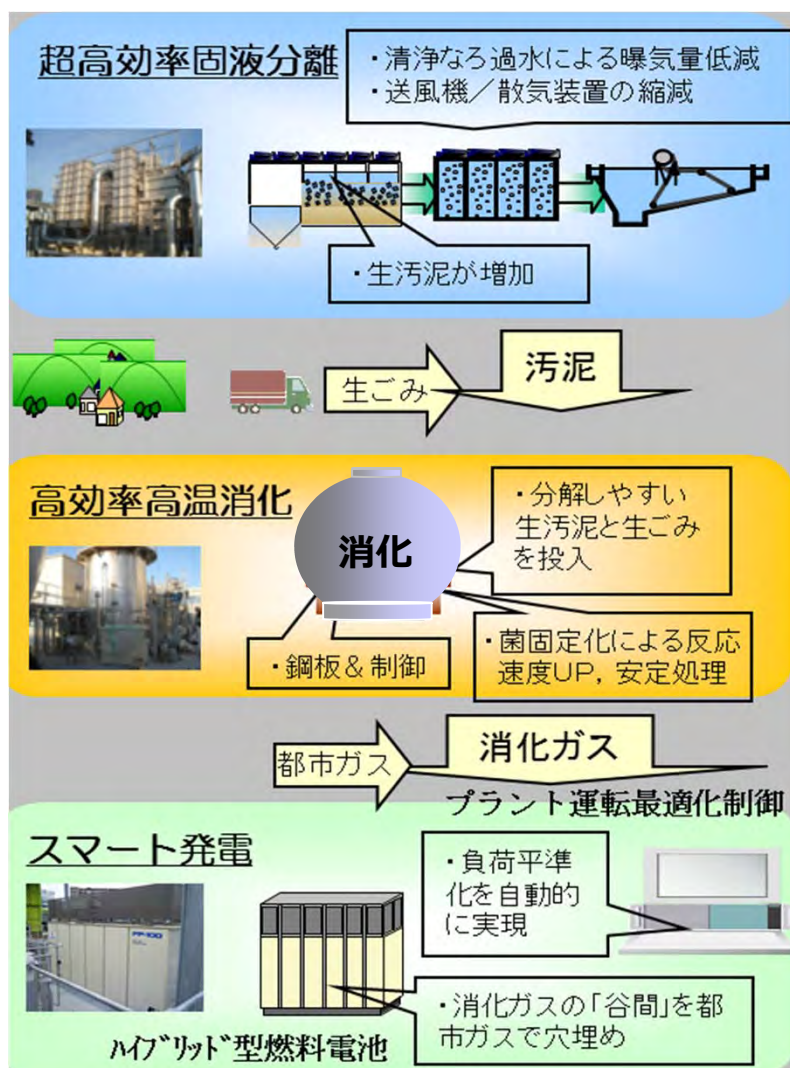 超高効率固液分離
・清浄なろ過水による曝気量低減
・送風機／散気装置の縮減
・生汚泥が増加
生ごみ
汚泥
高効率高温消化
消化
・分解しやすい
生汚泥と生ごみ
を投入
・鋼板＆制御
・菌固定化による反応
速度UP，安定処理
都市ガス
消化ガス
プラント運転最適化制御
スマート発電
・負荷平準
化を自動的
に実現
FP-100
・消化ガスの「谷間」を都
市ガスで穴埋め
ﾊｲﾌﾞﾘｯﾄﾞ型燃料電池